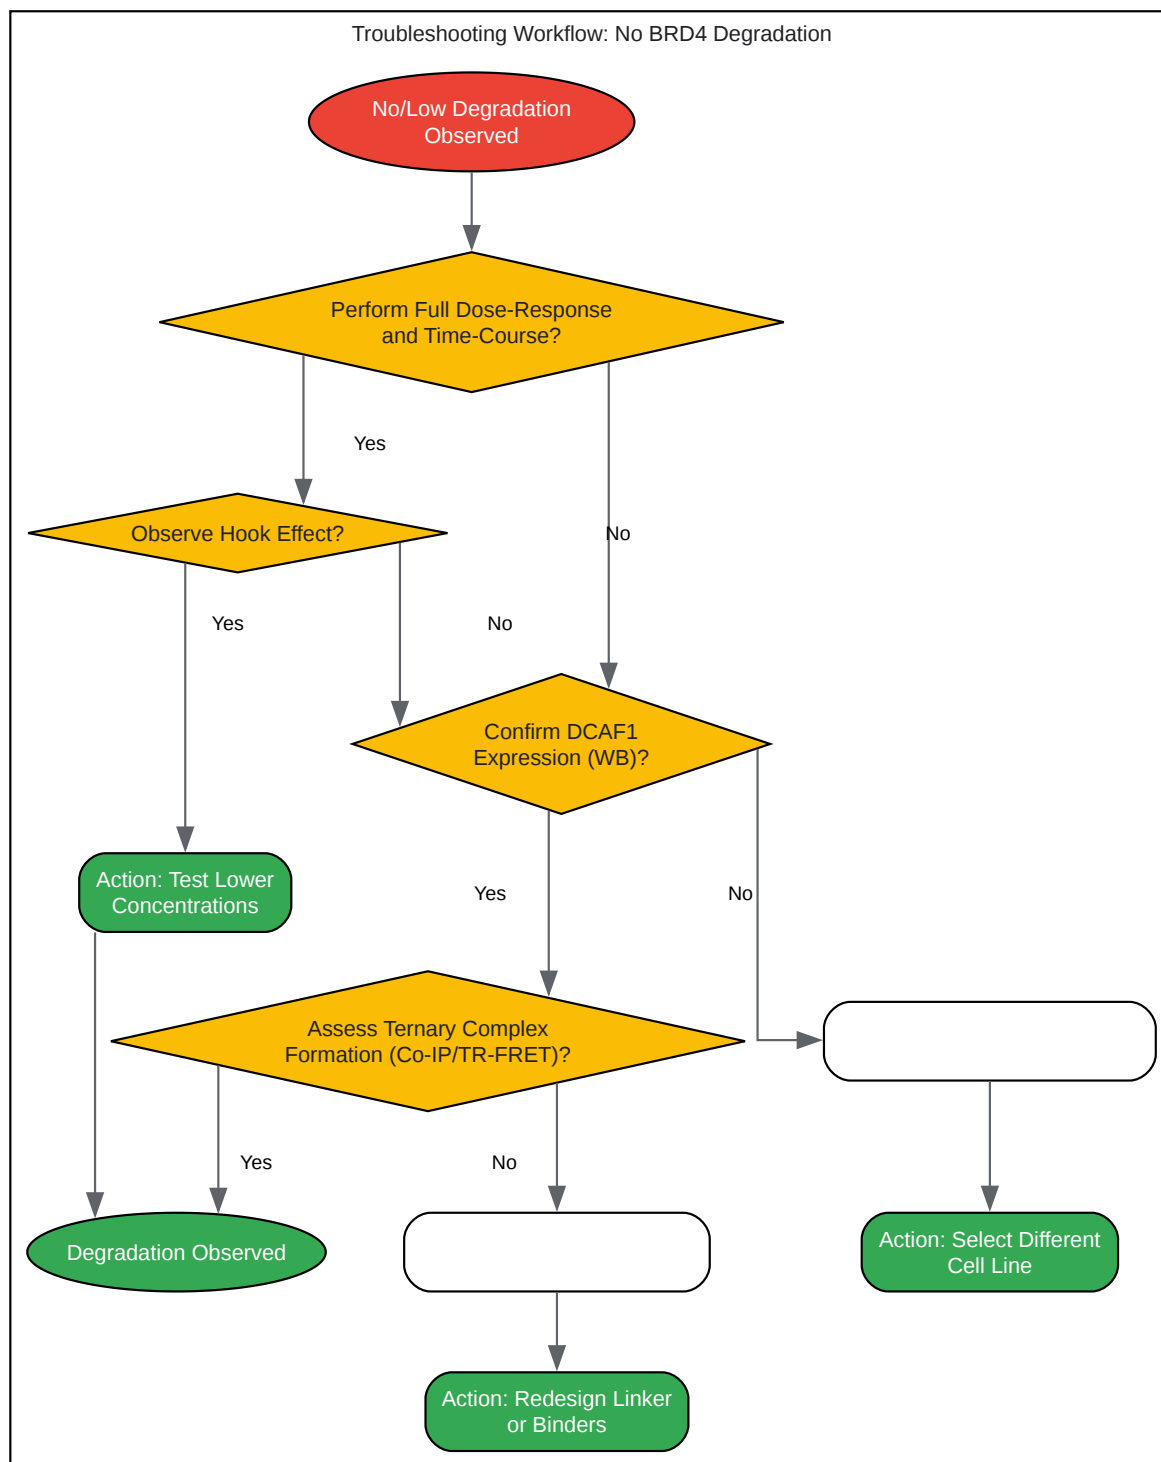 Troubleshooting Workflow: No BRD4 Degradation
No/Low Degradation
Observed
Perform Full Dose-Response
and Time-Course?
Yes
Observe Hook Effect?
No
Yes
No
Confirm DCAF1
Expression (WB)?
Action: Test Lower
Concentrations
Yes
No
Assess Ternary Complex
Formation (Co-IP/TR-FRET)?
Yes
No
Degradation Observed
Action: Select Different
Cell Line
Action: Redesign Linker
or Binders